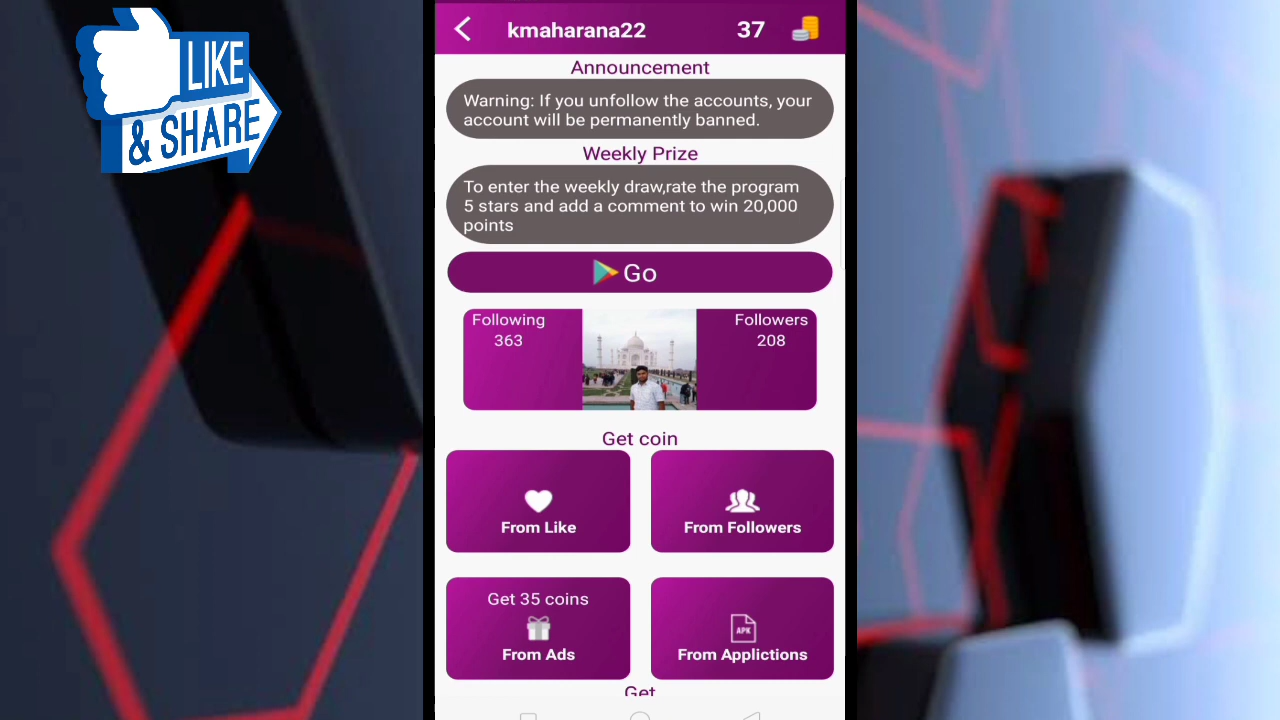 LIKE
& SHARE
kmaharana22
37
Announcement
Warning: If you unfollow the accounts, your
account will be permanently banned.
Weekly Prize
To enter the weekly draw,rate the program
5 stars and add a comment to win 20,000
points
Go
Following
363
Followers
208
Get coin
From Like
From Followers
Get 35 coins
From Ads
APK
From Applictions
Get